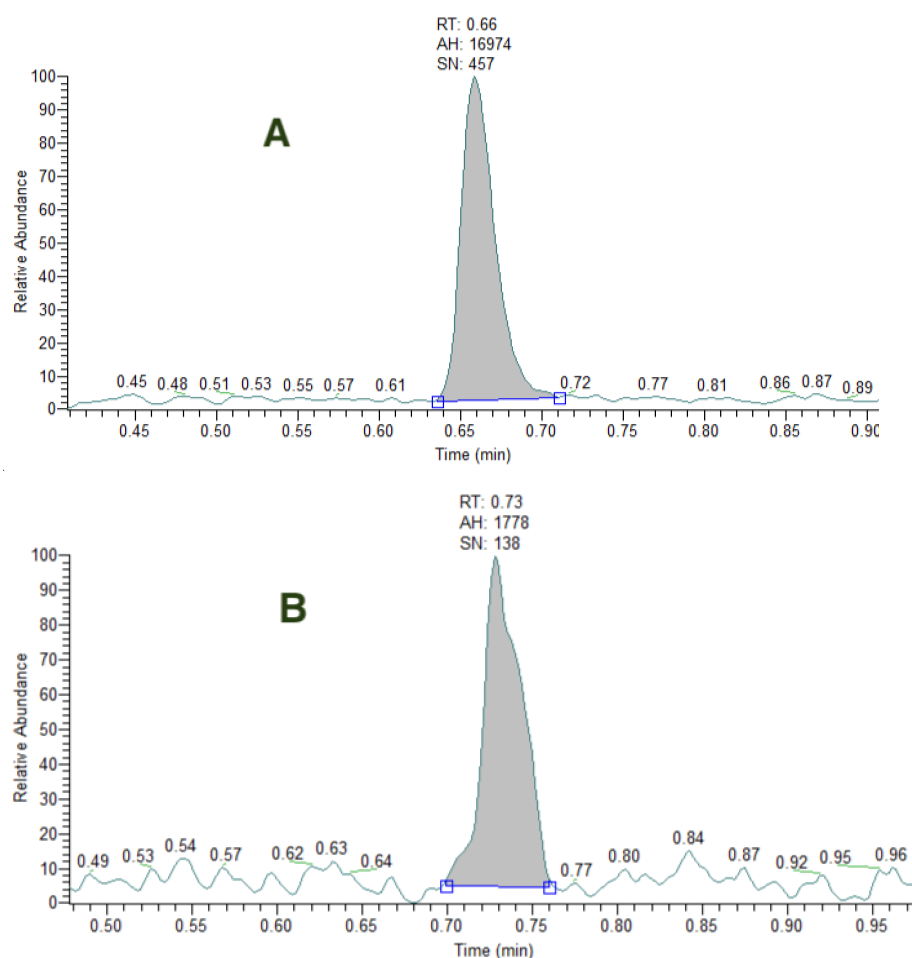 RT: 0.66
AH: 16974
SN: 457
100
90
80
70
60
50
40
30
20
10
0
Relative Abundance
A
0.45 0.48 0.51 0.53 0.55 0.57 0.61 0.72 0.77 0.81 0.86 0.87 0.89
0.45 0.50 0.55 0.60 0.65 0.70 0.75 0.80 0.85 0.90
Time (min)
RT: 0.73
AH: 1778
SN: 138
100
90
80
70
60
50
40
30
20
10
0
Relative Abundance
B
0.49 0.53 0.54 0.57 0.62 0.63 0.64 0.77 0.80 0.84 0.87 0.92 0.95 0.96
0.50 0.55 0.60 0.65 0.70 0.75 0.80 0.85 0.90 0.95
Time (min)